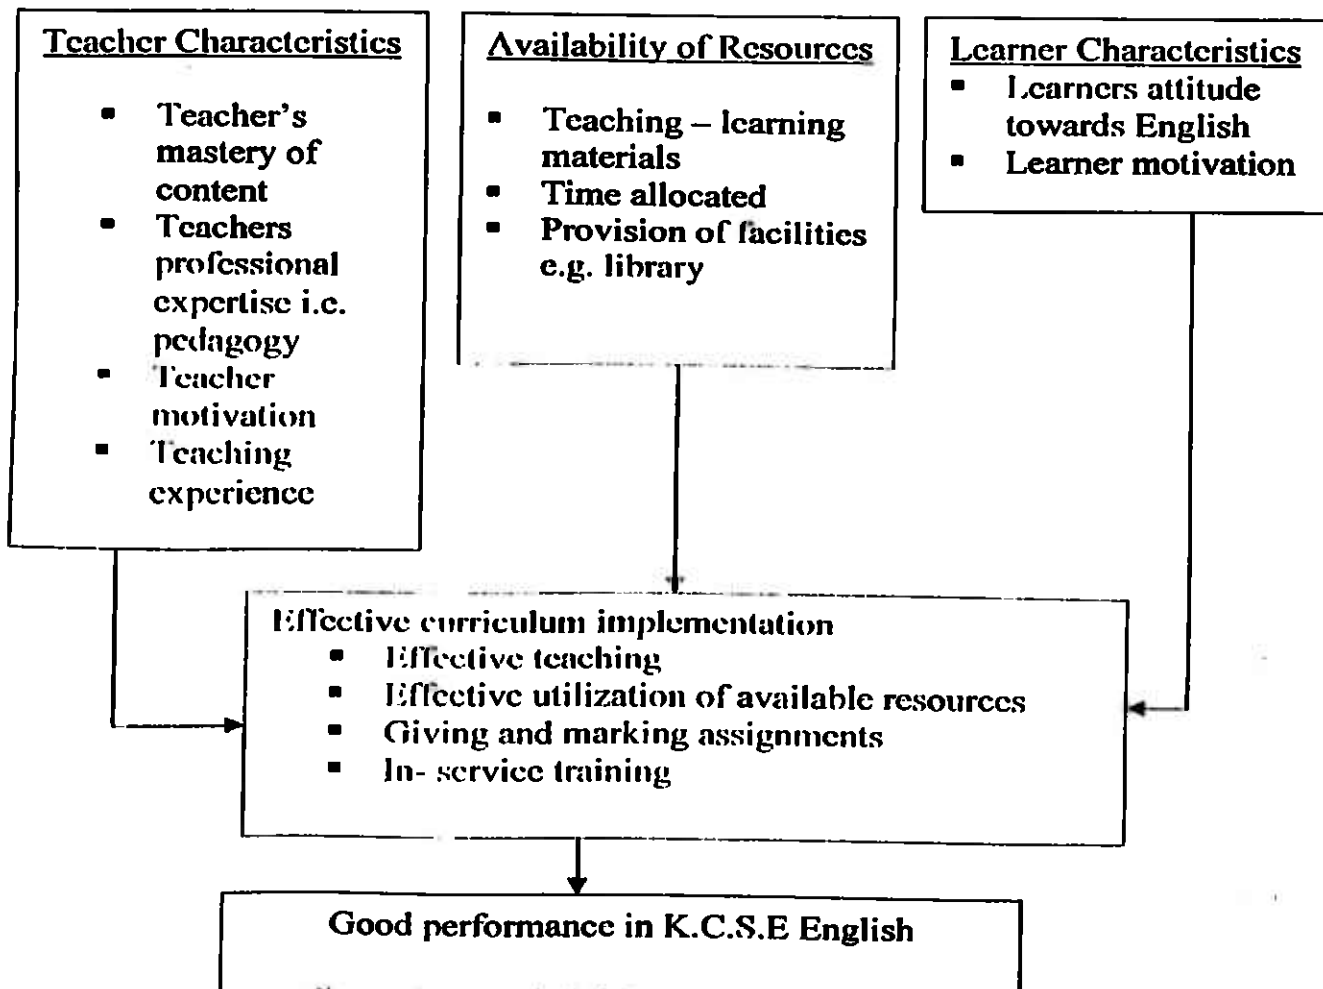 Teacher Characteristics
▪ Teacher's
mastery of
content
▪ Teachers
professional
expertise i.e.
pedagogy
▪ Teacher
motivation
▪ Teaching
experience
Availability of Resources
▪ Teaching – learning
materials
▪ Time allocated
▪ Provision of facilities
e.g. library
Learner Characteristics
▪ Learners attitude
towards English
▪ Learner motivation
Effective curriculum implementation
▪ Effective teaching
▪ Effective utilization of available resources
▪ Giving and marking assignments
▪ In- service training
Good performance in K.C.S.E English